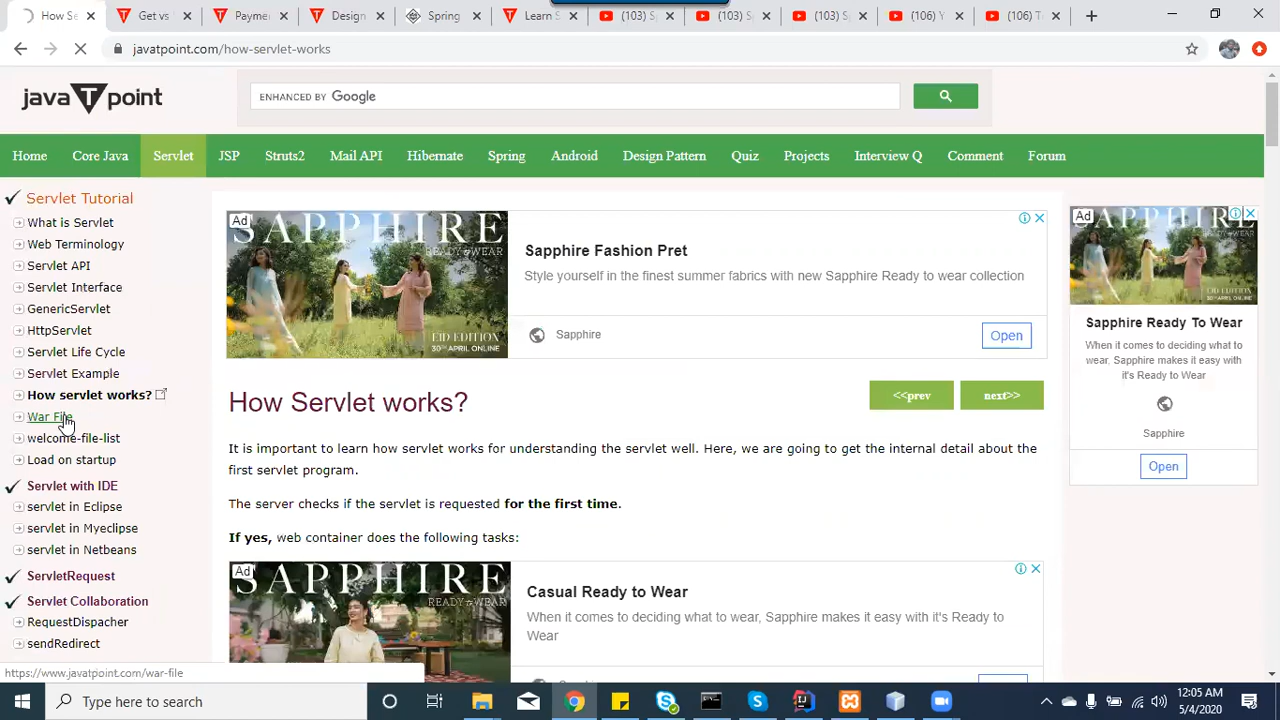 How Se
Get vs
Payme
Design
Spring
Learn S
(103) S
(103) S
(103) S
(106) V
(106) T
javatpoint.com/how-servlet-works
java T point
ENHANCED BY Google
Home
Core Java
Servlet
JSP
Struts2
Mail API
Hibernate
Spring
Android
Design Pattern
Quiz
Projects
Interview Q
Comment
Forum
Servlet Tutorial
What is Servlet
Web Terminology
Servlet API
Servlet Interface
GenericServlet
HttpServlet
Servlet Life Cycle
Servlet Example
How servlet works?
War File
welcome-file-list
Load on startup
Servlet with IDE
servlet in Eclipse
servlet in Myeclipse
servlet in Netbeans
ServletRequest
Servlet Collaboration
RequestDispacher
sendRedirect
https://www.javatpoint.com/war-file
Ad
SAPPHIRE
READY to WEAR
EID EDITION
30TH APRIL ONLINE
Sapphire Fashion Pret
Style yourself in the finest summer fabrics with new Sapphire Ready to wear collection
Sapphire
Open
How Servlet works?
<<prev
next>>
It is important to learn how servlet works for understanding the servlet well. Here, we are going to get the internal detail about the
first servlet program.
The server checks if the servlet is requested for the first time.
If yes, web container does the following tasks:
Ad
SAPPHIRE
READY to WEAR
Casual Ready to Wear
When it comes to deciding what to wear, Sapphire makes it easy with it's Ready to
Wear
Ad
SAPPHIRE
READY to WEAR
EID EDITION
30TH APRIL ONLINE
Sapphire Ready To Wear
When it comes to deciding what to
wear, Sapphire makes it easy with
it's Ready to Wear
Sapphire
Open
Type here to search
12:05 AM
5/4/2020